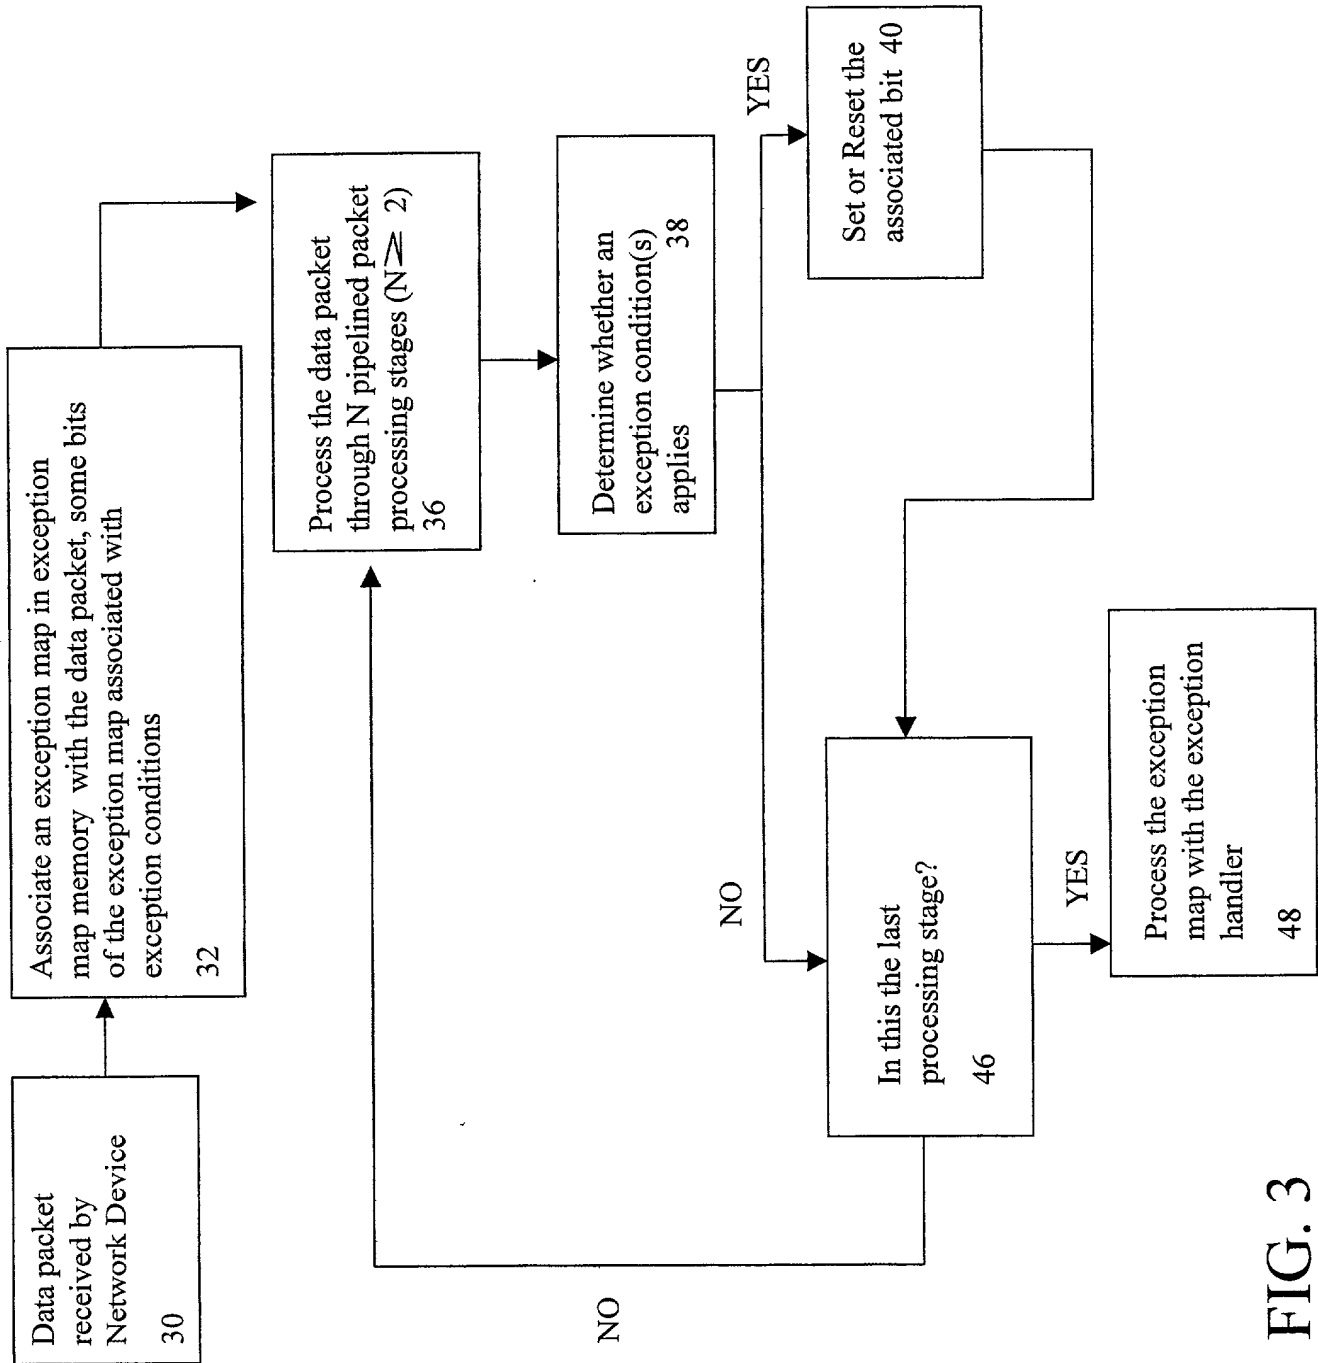 Data packet
received by
Network Device
30
Associate an exception map in exception
map memory with the data packet, some bits
of the exception map associated with
exception conditions
32
Process the data packet
through N pipelined packet
processing stages (N≥ 2)
36
Determine whether an
exception condition(s)
applies 38
YES
Set or Reset the
associated bit 40
NO
In this the last
processing stage?
46
NO
YES
Process the exception
map with the exception
handler
48
FIG. 3